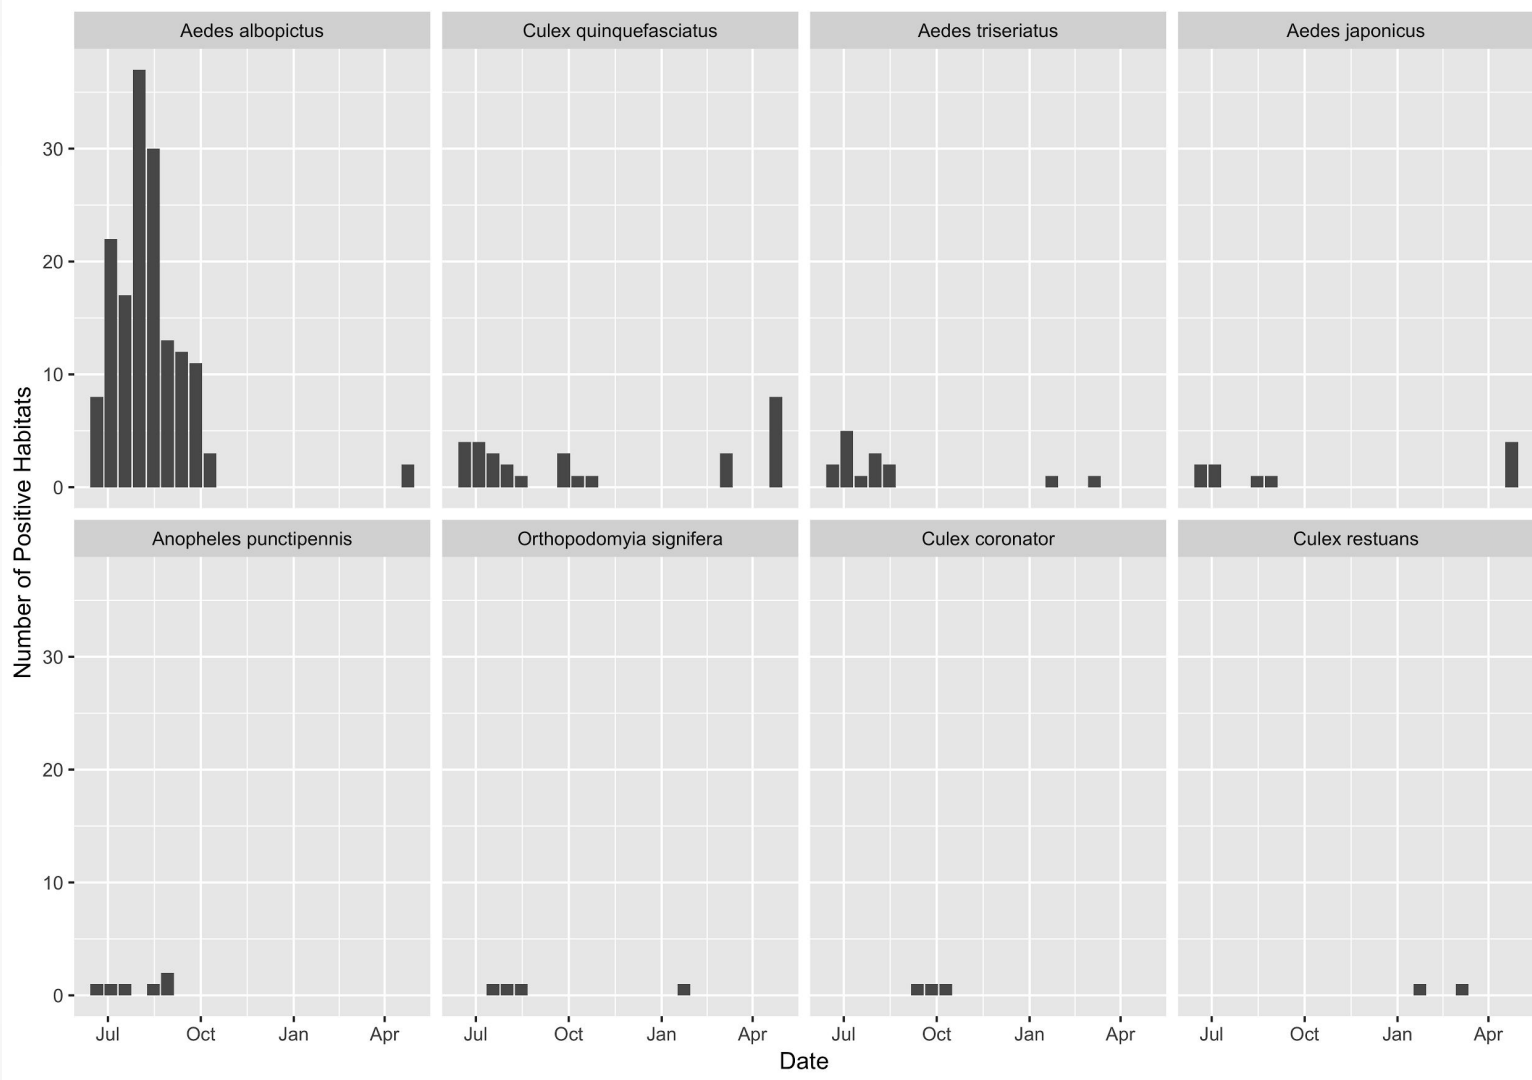 Aedes albopictus
Culex quinquefasciatus
Aedes triseriatus
Aedes japonicus
30
20
10
0
Number of Positive Habitats
Anopheles punctipennis
Orthopodomyia signifera
Culex coronator
Culex restuans
30
20
10
0
Jul Oct Jan Apr
Jul Oct Jan Apr
Jul Oct Jan Apr
Jul Oct Jan Apr
Date